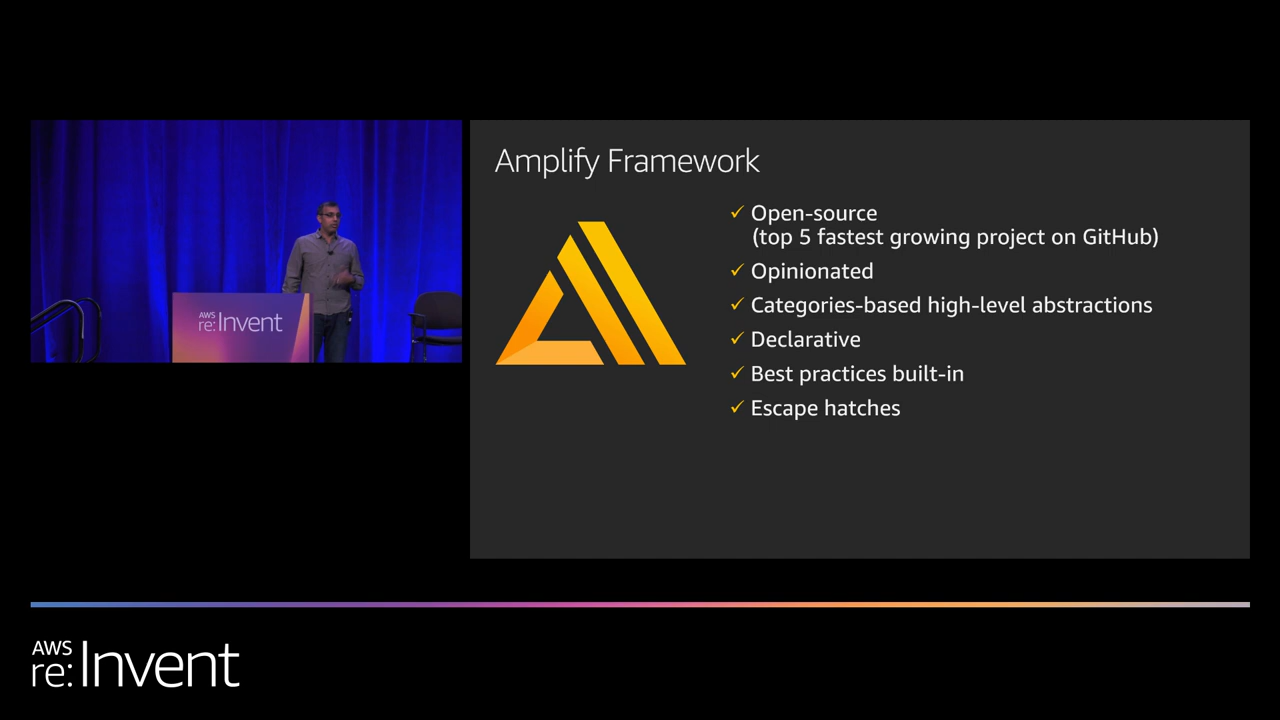 AWS
re:Invent
Amplify Framework
✓ Open-source
(top 5 fastest growing project on GitHub)
✓ Opinionated
✓ Categories-based high-level abstractions
✓ Declarative
✓ Best practices built-in
✓ Escape hatches
AWS
re:Invent